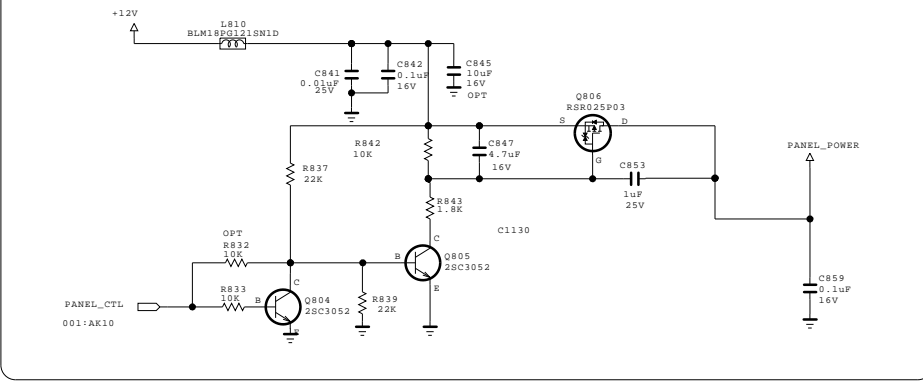 +12V
L810
BLM18PG121SN1D
C841
0.01uF
25V
C842
0.1uF
16V
C845
10uF
16V
OPT
Q806
RSR025P03
S
D
G
R842
10K
C847
4.7uF
16V
PANEL_POWER
R837
22K
C853
1uF
25V
R843
1.8K
C1130
OPT
R832
10K
C
B
Q805
2SC3052
E
R833
10K
B
C
Q804
2SC3052
E
R839
22K
PANEL_CTL
001:AK10
C859
0.1uF
16V